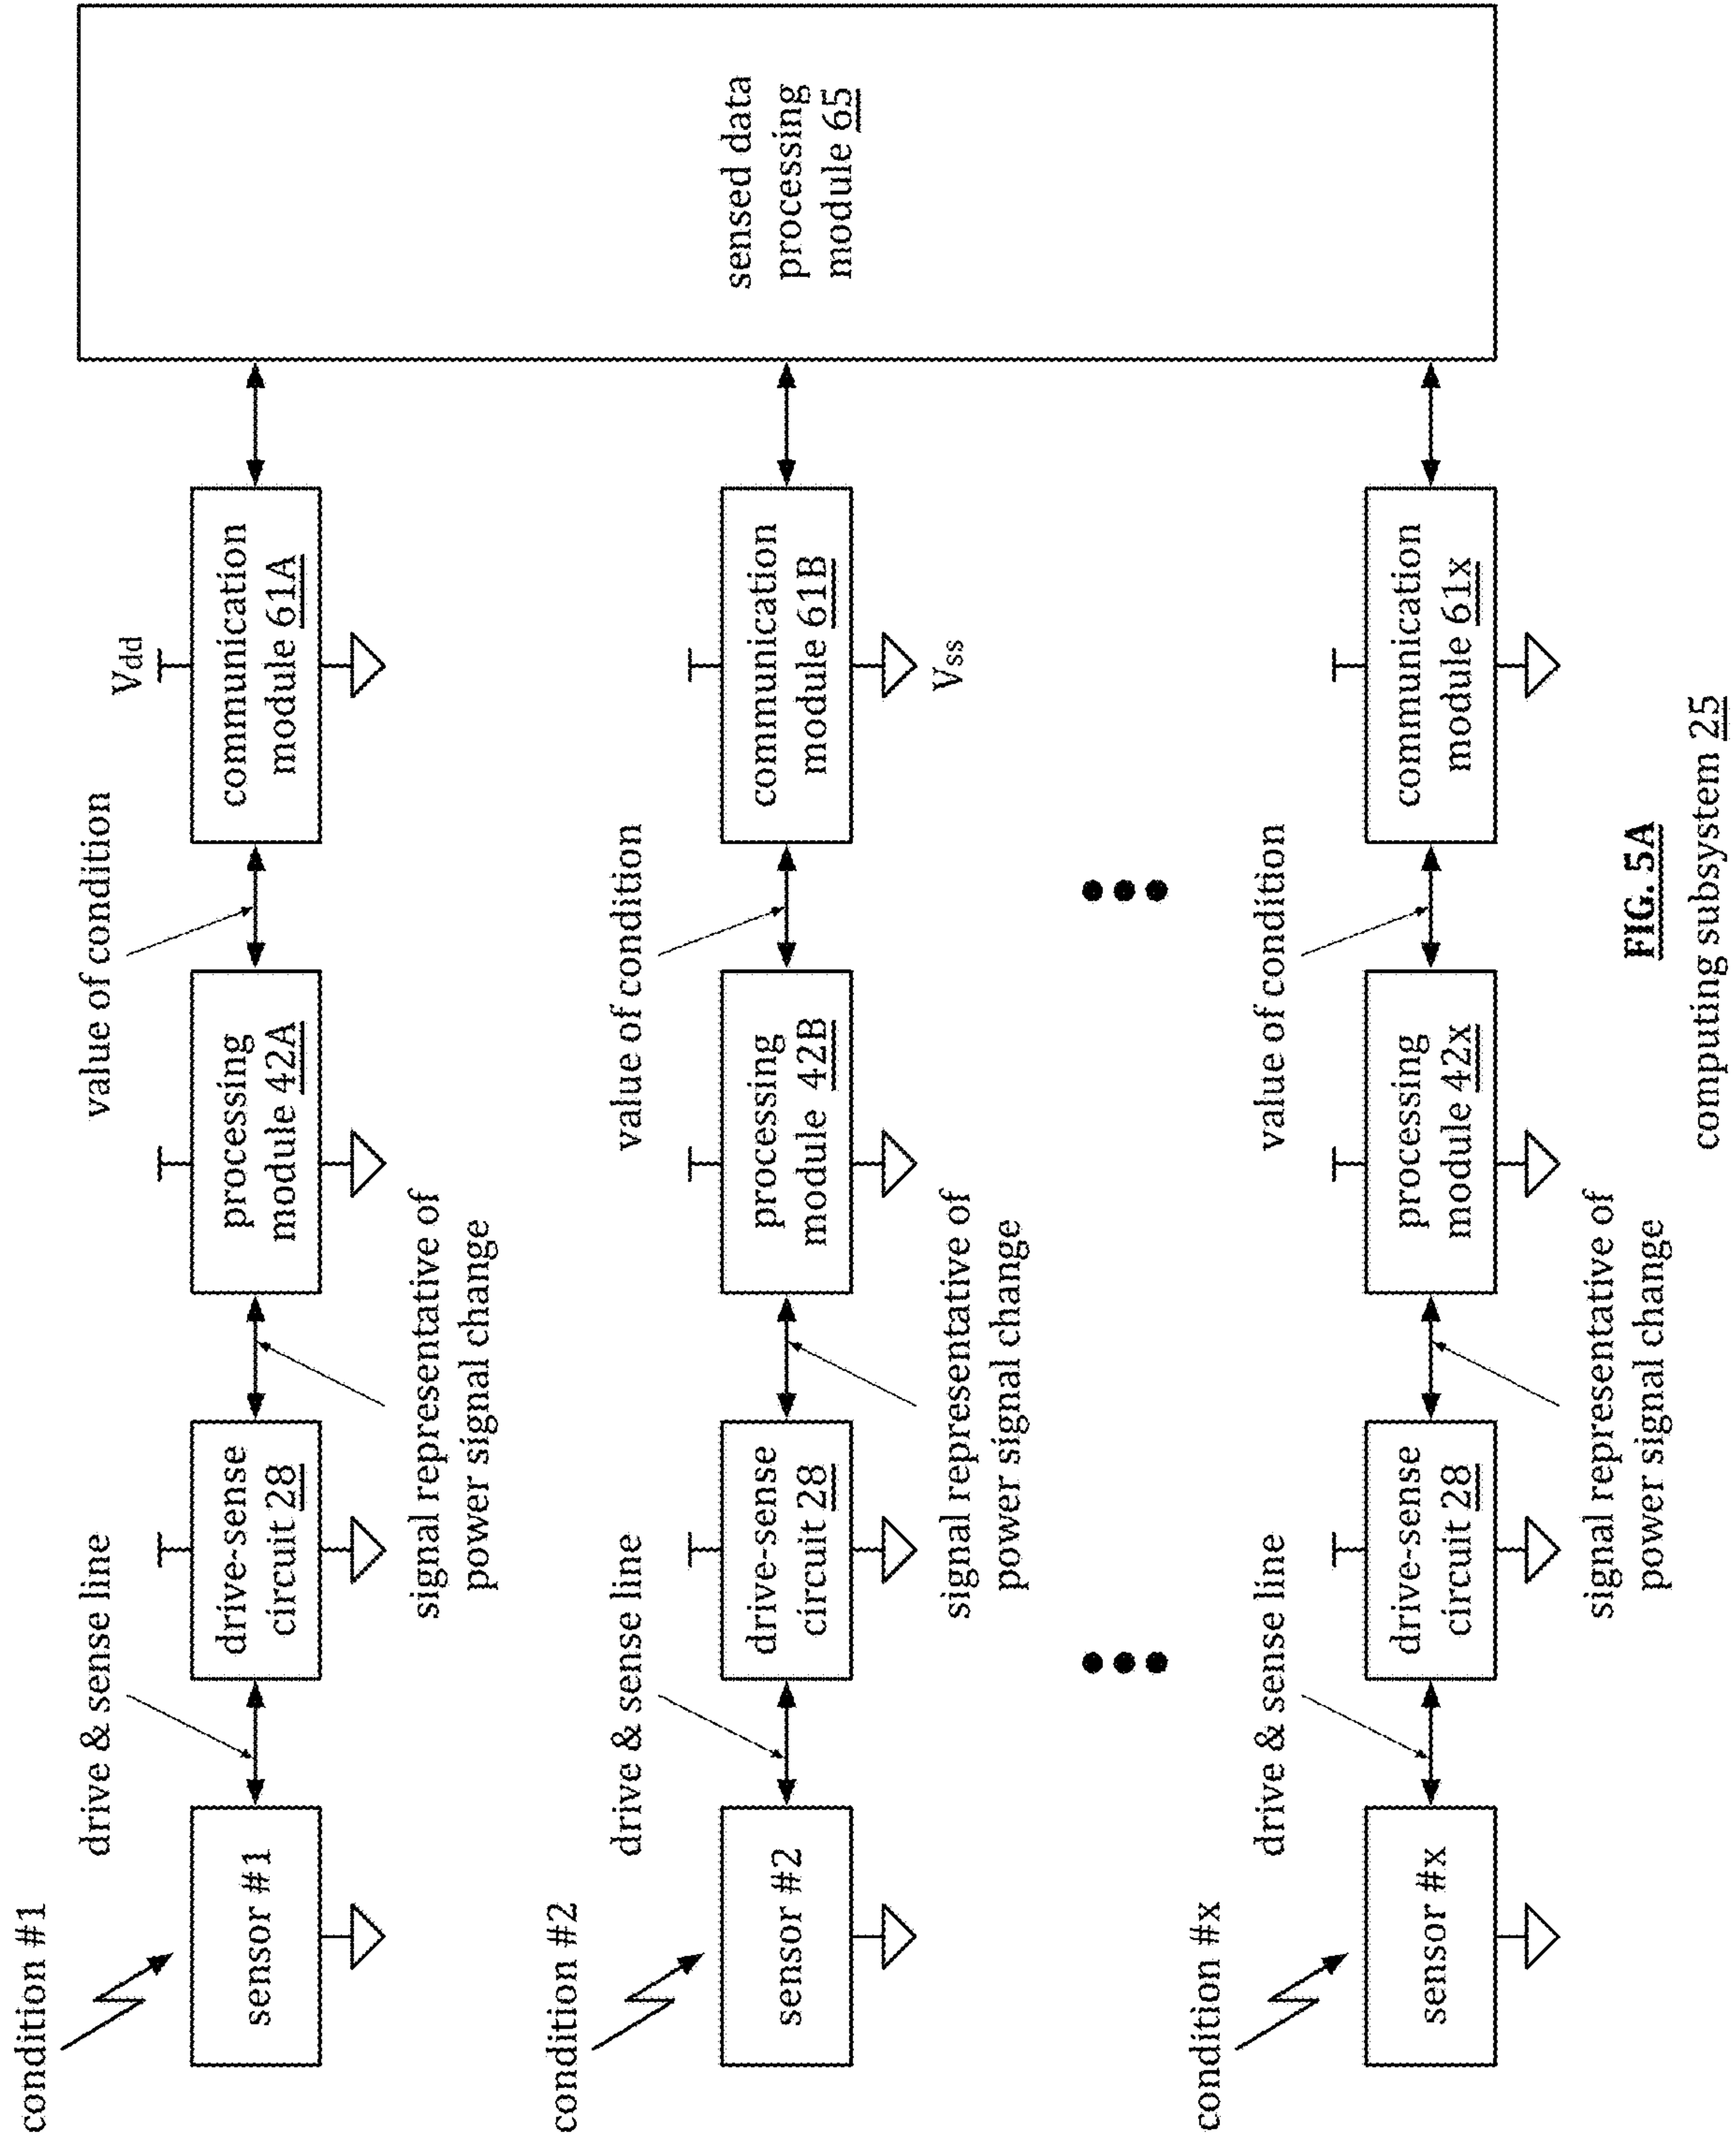 condition #1
drive & sense line
value of condition
Vdd
sensor #1
drive-sense
circuit 28
processing
module 42A
communication
module 61A
signal representative of
power signal change
condition #2
drive & sense line
value of condition
sensor #2
drive-sense
circuit 28
processing
module 42B
communication
module 61B
signal representative of
power signal change
Vss
sensed data
processing
module 65
condition #x
drive & sense line
value of condition
sensor #x
drive-sense
circuit 28
processing
module 42x
communication
module 61x
signal representative of
power signal change
FIG. 5A
computing subsystem 25